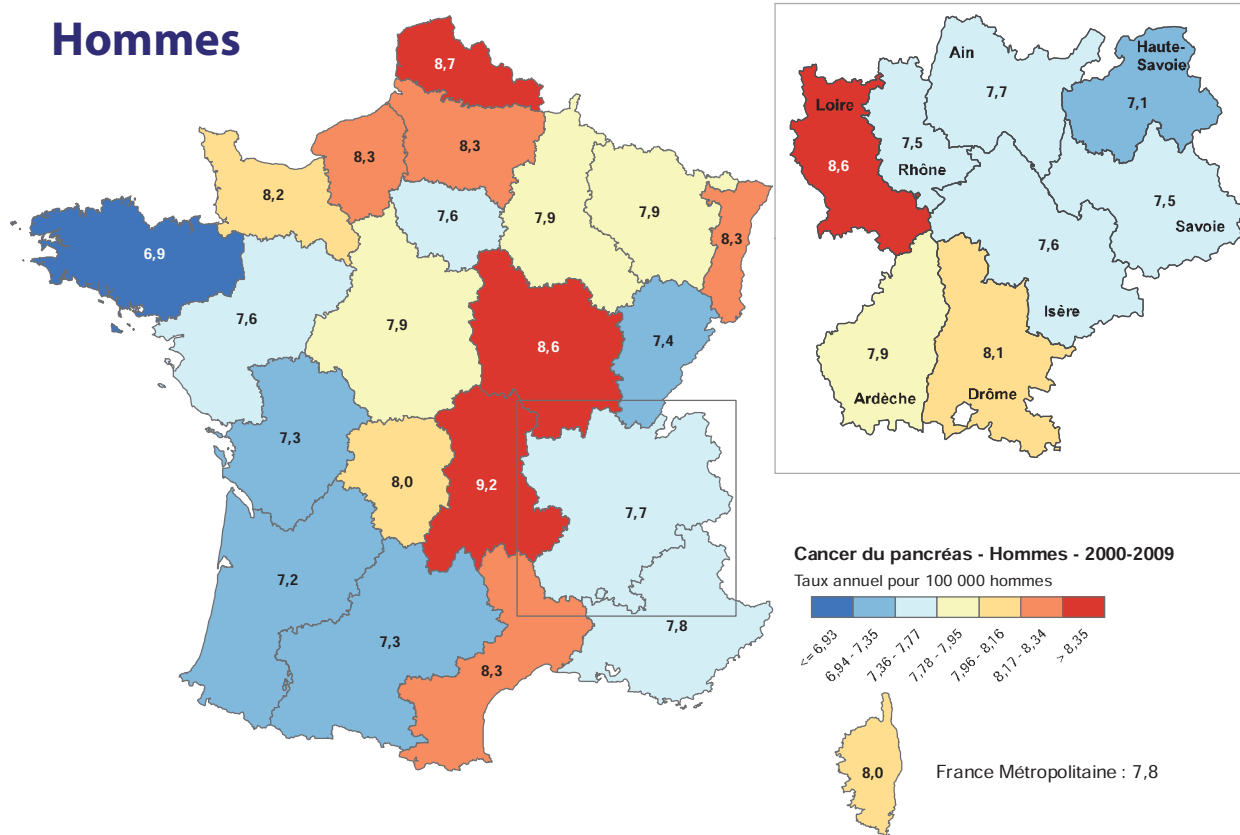 Hommes
8,7
8,3
8,3
8,2
7,6
7,9
7,9
8,3
6,9
7,6
7,9
8,6
7,4
7,3
8,0
9,2
7,7
7,2
7,3
8,3
7,8
Ain
Haute-
Savoie
7,7
7,1
Loire
7,5
Rhône
8,6
7,5
Savoie
7,6
Isère
7,9
Ardèche
8,1
Drôme
Cancer du pancréas - Hommes - 2000-2009
Taux annuel pour 100 000 hommes
<= 6,93
6,94 - 7,35
7,36 - 7,77
7,78 - 7,95
7,96 - 8,16
8,17 - 8,34
> 8,35
8,0
France Métropolitaine : 7,8